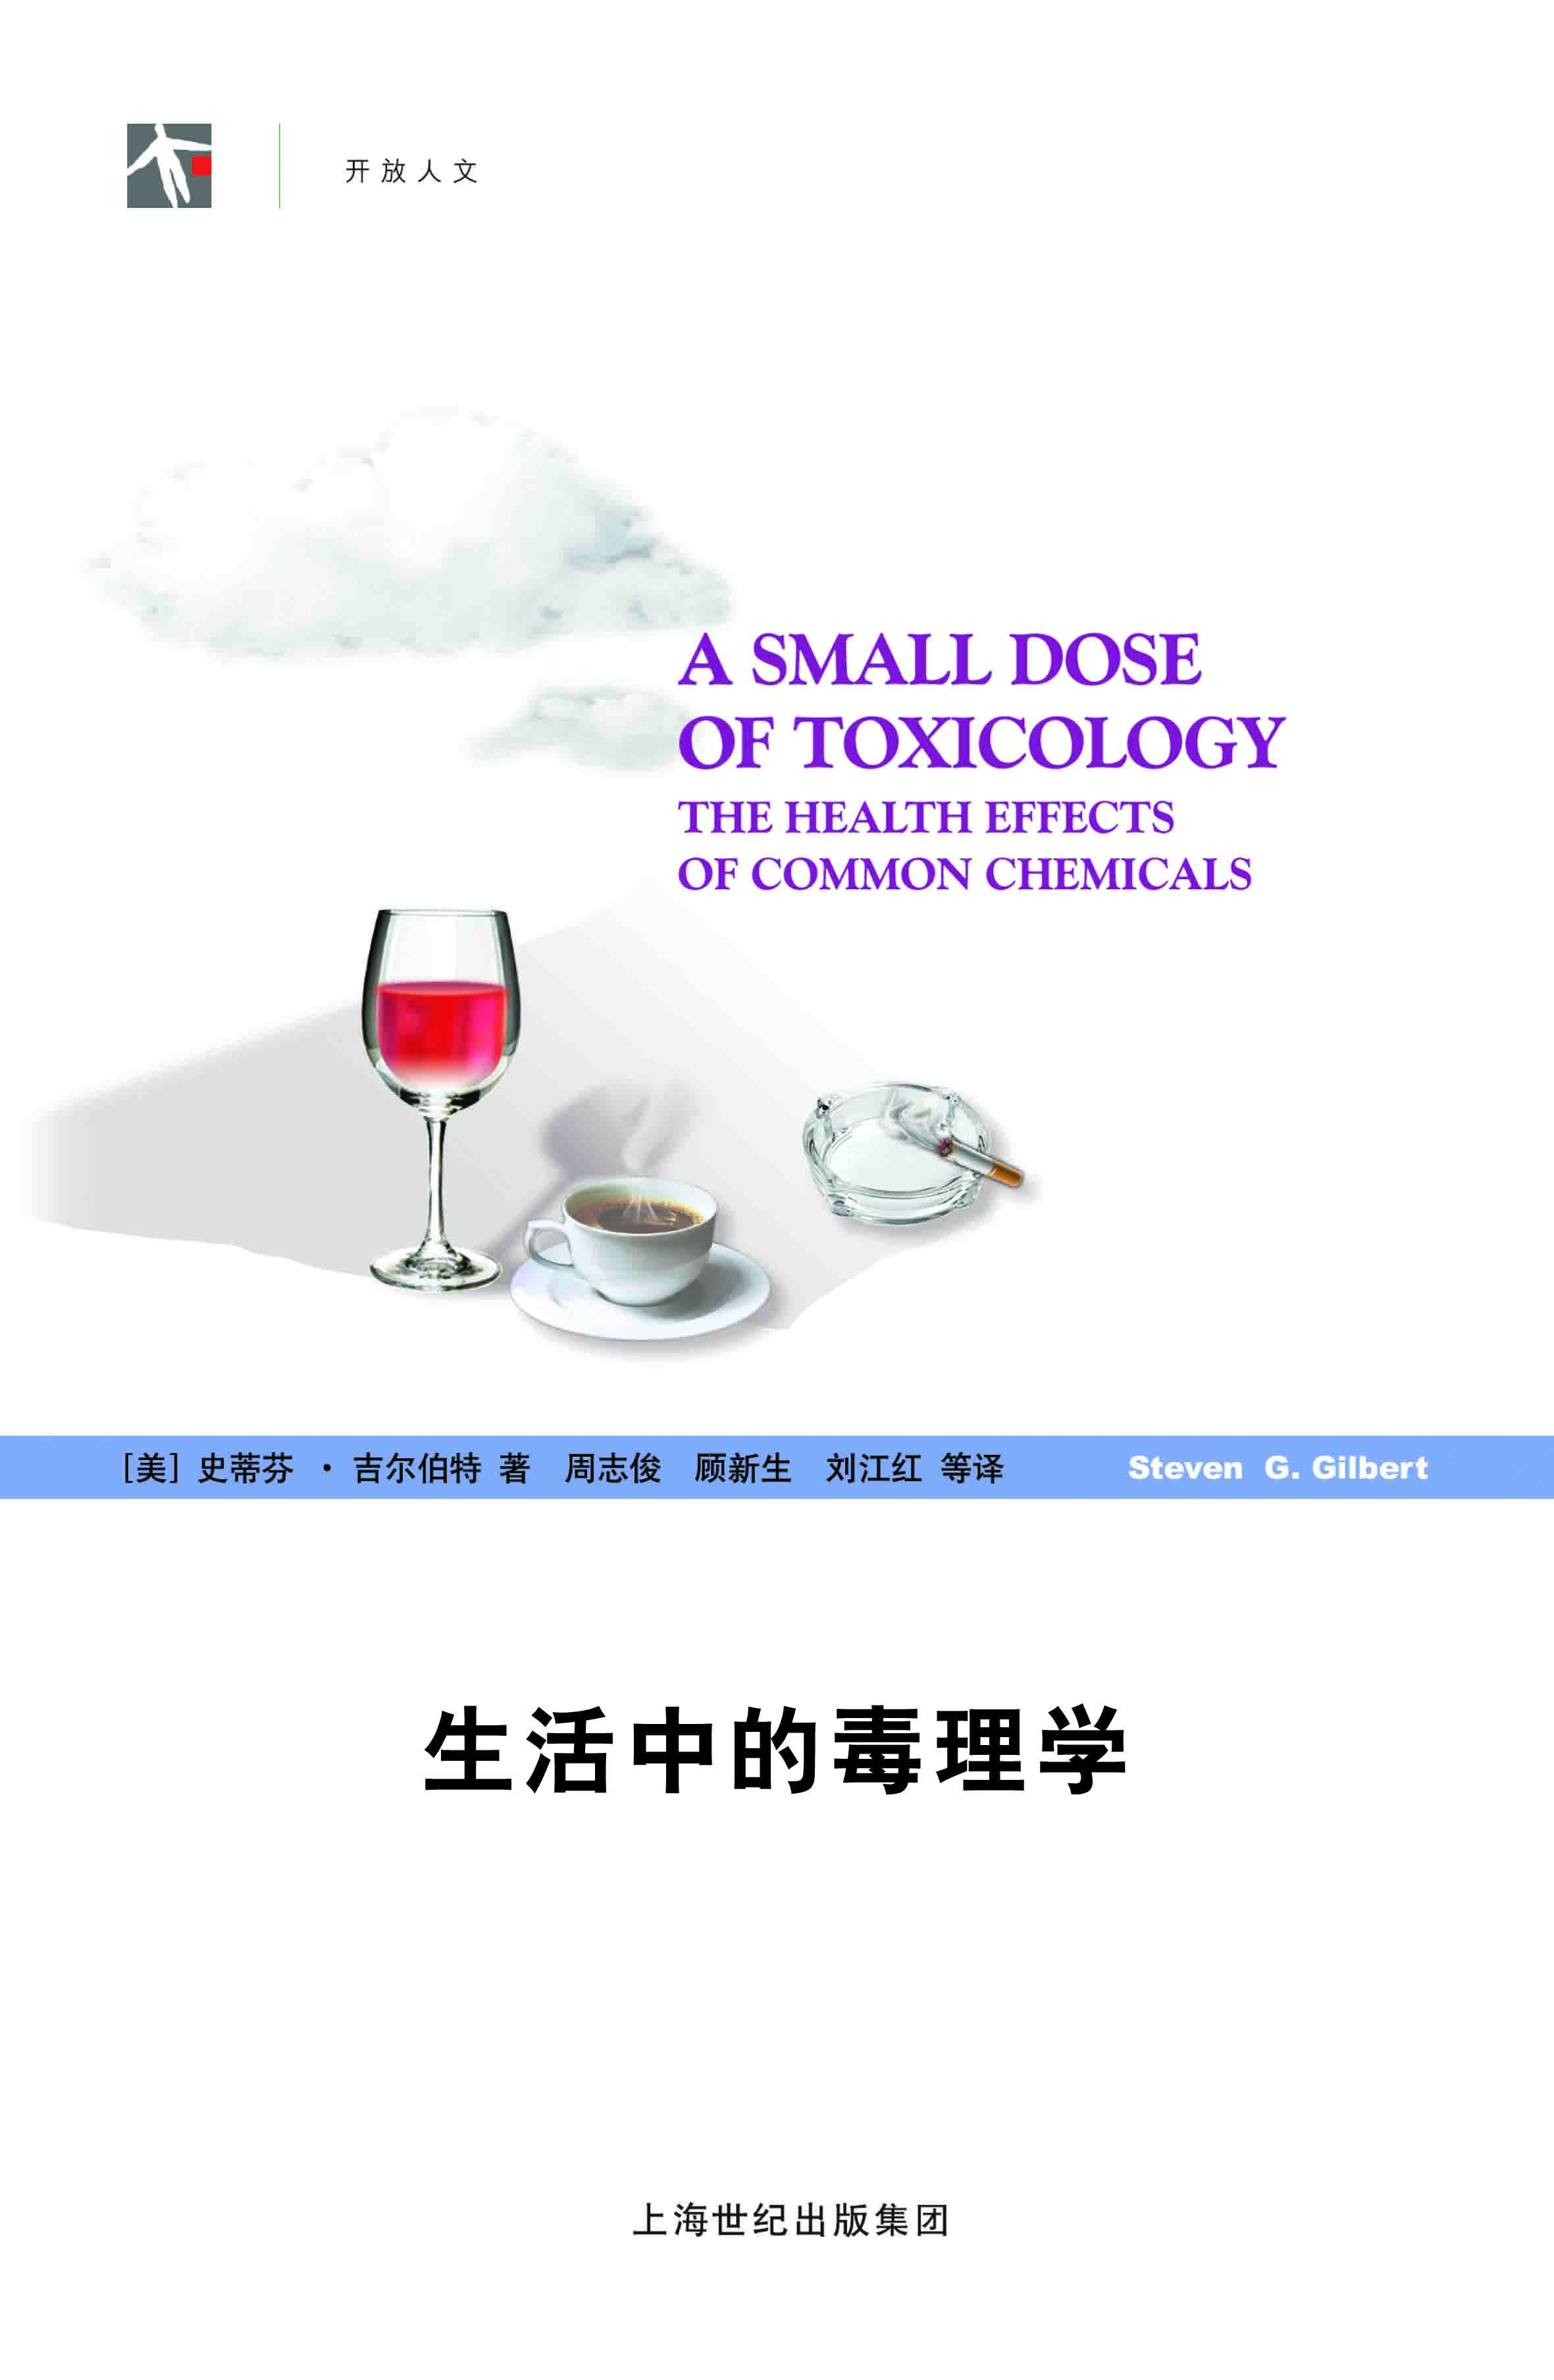 开放人文
A SMALL DOSE
OF TOXICOLOGY
THE HEALTH EFFECTS
OF COMMON CHEMICALS
[美] 史蒂芬 · 吉尔伯特 著 周志俊 顾新生 刘江红 等译 Steven G. Gilbert
生活中的毒理学
上海世纪出版集团